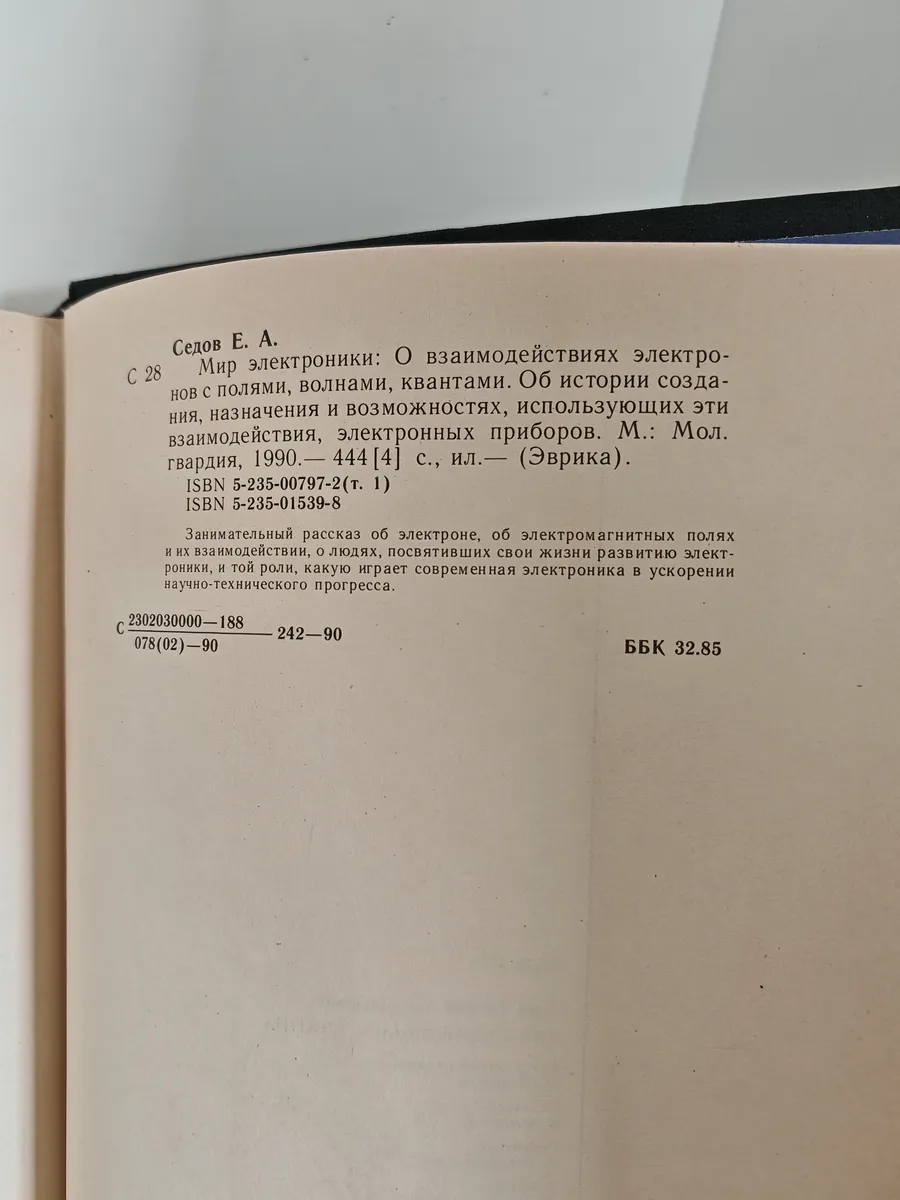 Седов Е. А.
С 28 Мир электроники: О взаимодействиях электро-
нов с полями, волнами, квантами. Об истории созда-
ния, назначения и возможностях, использующих эти
взаимодействия, электронных приборов. М.: Мол.
гвардия, 1990.— 444 [4] с., ил.— (Эврика).
ISBN 5-235-00797-2(т. 1)
ISBN 5-235-01539-8
Занимательный рассказ об электроне, об электромагнитных полях
и их взаимодействии, о людях, посвятивших свои жизни развитию элект-
роники, и той роли, какую играет современная электроника в ускорении
научно-технического прогресса.
С 2302030000—188
078(02)—90 242—90
ББК 32.85